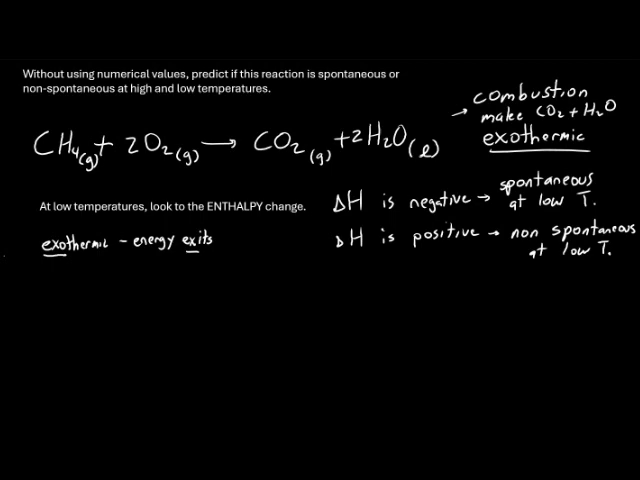 Without using numerical values, predict if this reaction is spontaneous or
non-spontaneous at high and low temperatures.
CH₄(g) + 2O₂(g) → CO₂(g) + 2H₂O(l)
→ combustion
make CO₂ + H₂O
exothermic
At low temperatures, look to the ENTHALPY change.
exothermic – energy exits
ΔH is negative → spontaneous
at low T.
ΔH is positive → non spontaneous
at low T.